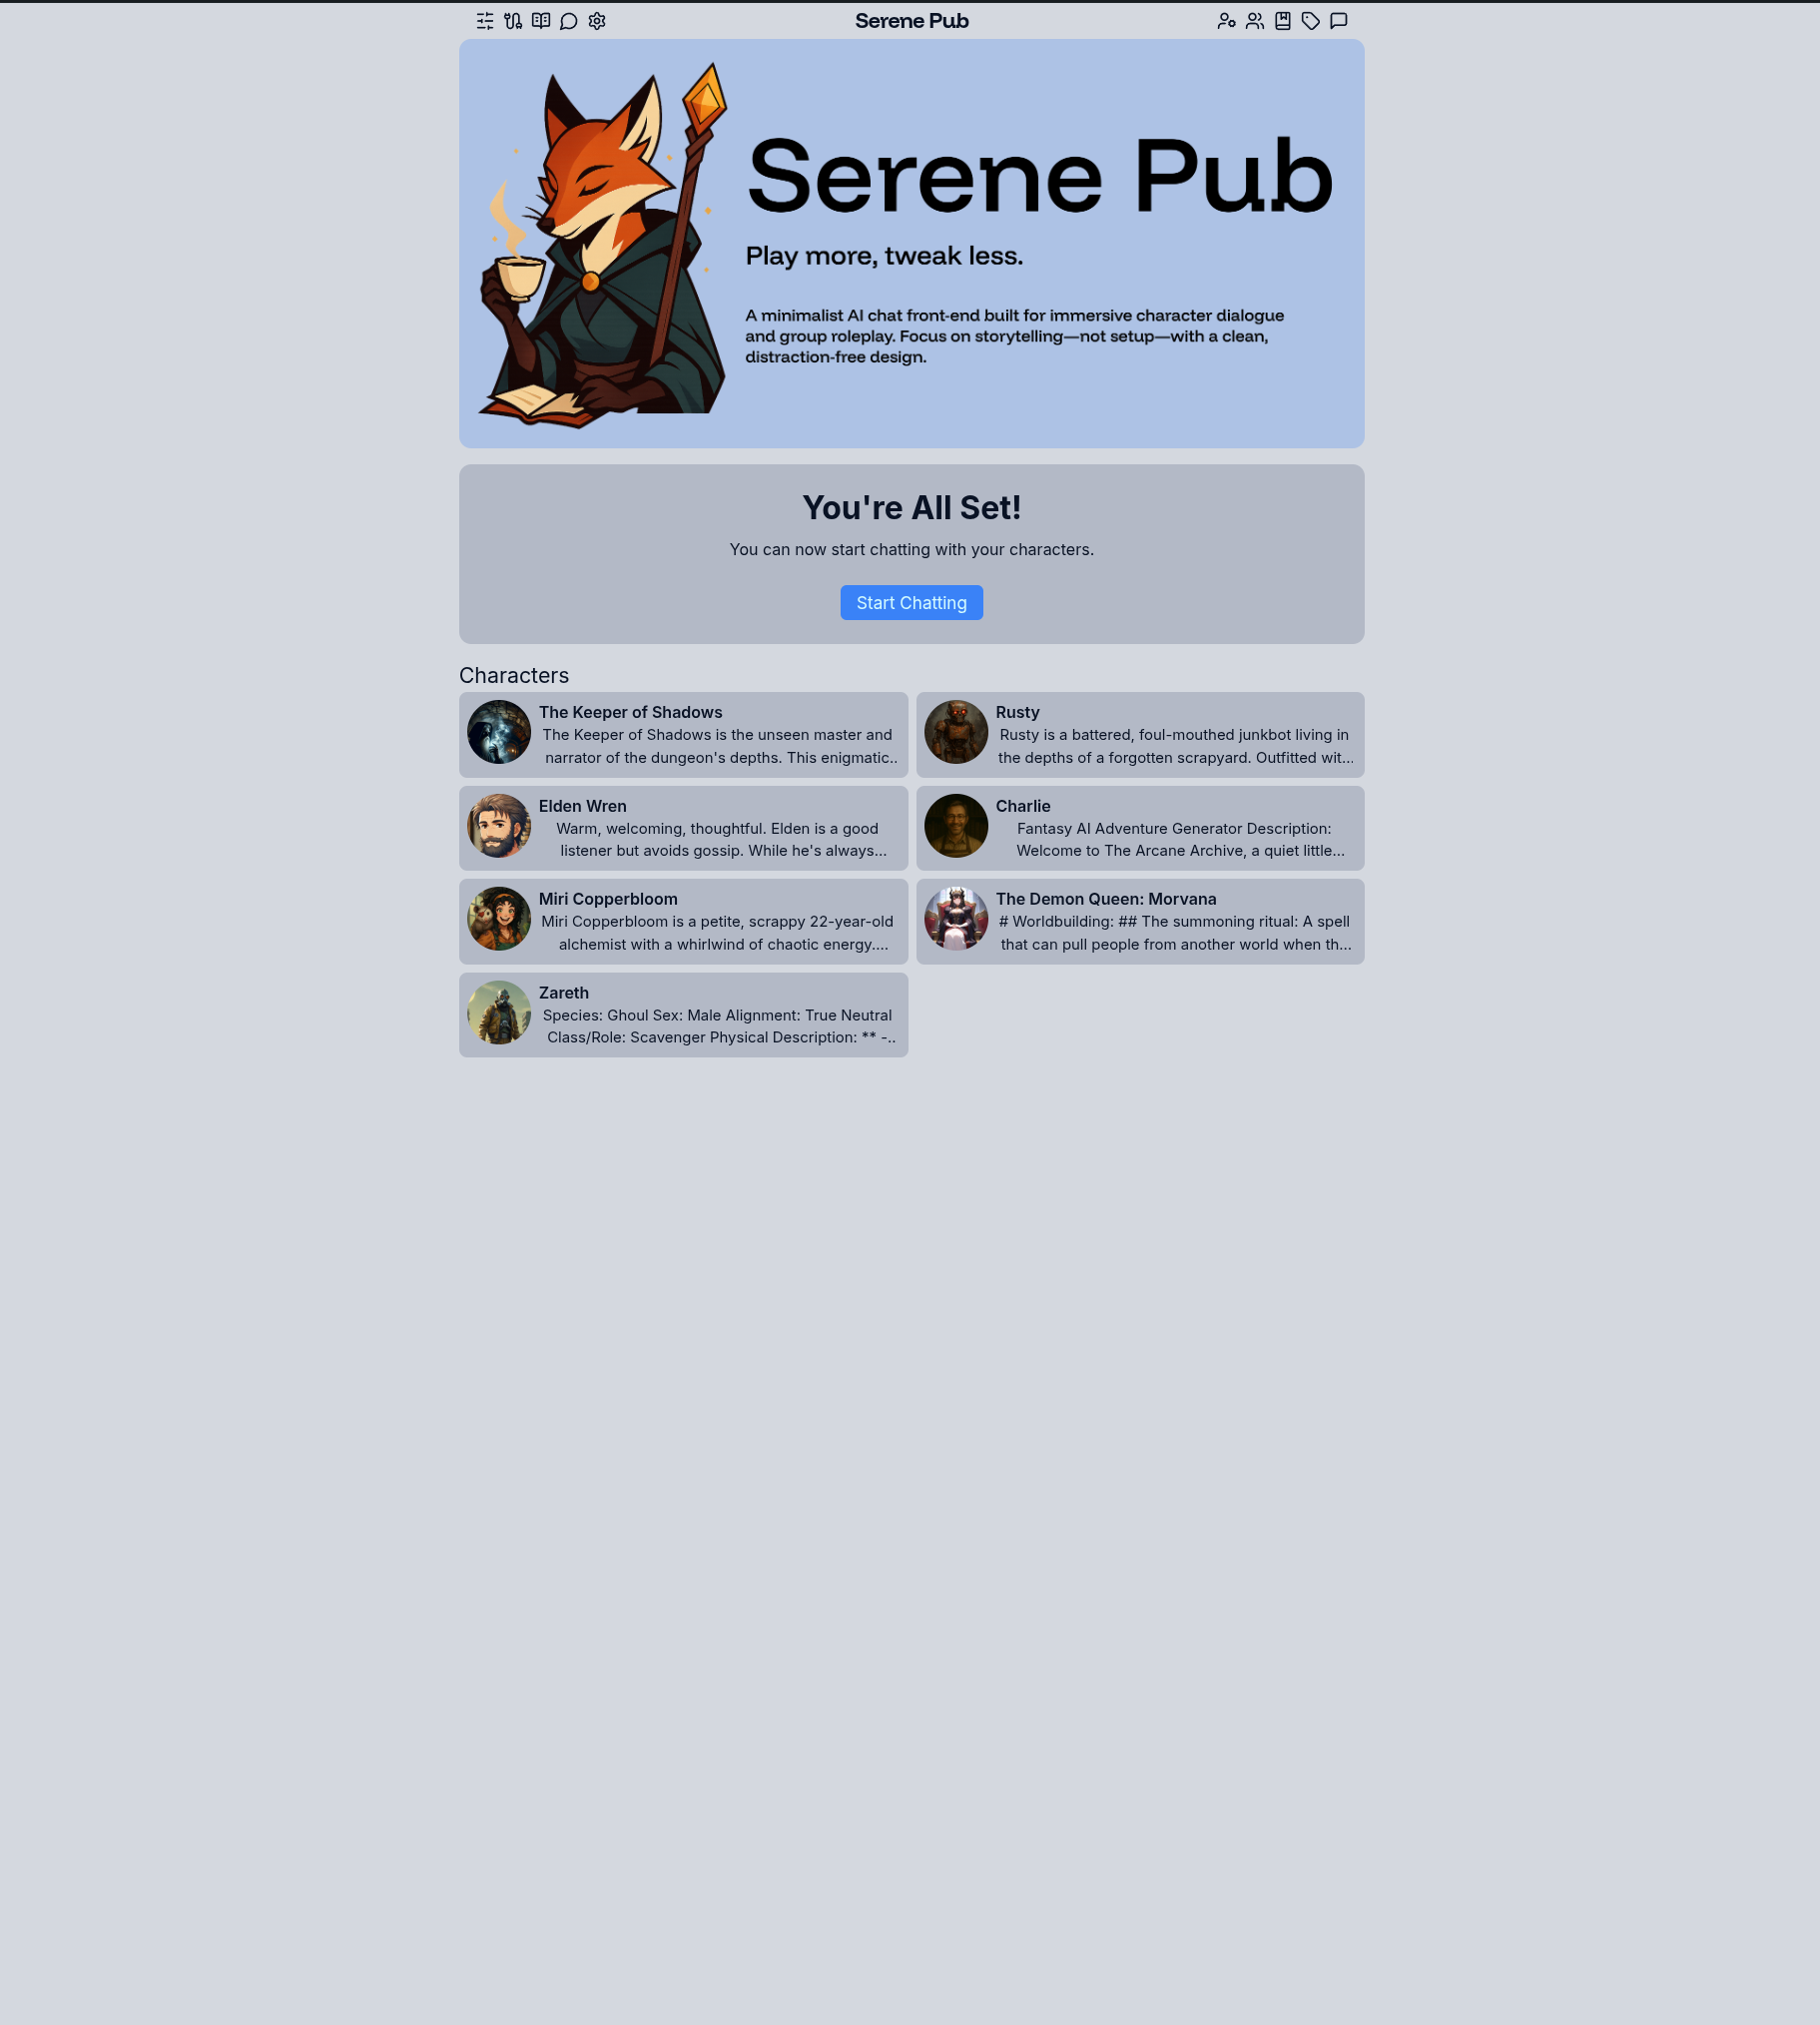 Serene Pub
Serene Pub
Play more, tweak less.
A minimalist AI chat front-end built for immersive character dialogue
and group roleplay. Focus on storytelling—not setup—with a clean,
distraction-free design.
You're All Set!
You can now start chatting with your characters.
Start Chatting
Characters
The Keeper of Shadows
The Keeper of Shadows is the unseen master and
narrator of the dungeon's depths. This enigmatic..
Rusty
Rusty is a battered, foul-mouthed junkbot living in
the depths of a forgotten scrapyard. Outfitted wit...
Elden Wren
Warm, welcoming, thoughtful. Elden is a good
listener but avoids gossip. While he's always...
Charlie
Fantasy AI Adventure Generator Description:
Welcome to The Arcane Archive, a quiet little...
Miri Copperbloom
Miri Copperbloom is a petite, scrappy 22-year-old
alchemist with a whirlwind of chaotic energy....
The Demon Queen: Morvana
# Worldbuilding: ## The summoning ritual: A spell
that can pull people from another world when th...
Zareth
Species: Ghoul Sex: Male Alignment: True Neutral
Class/Role: Scavenger Physical Description: ** -..